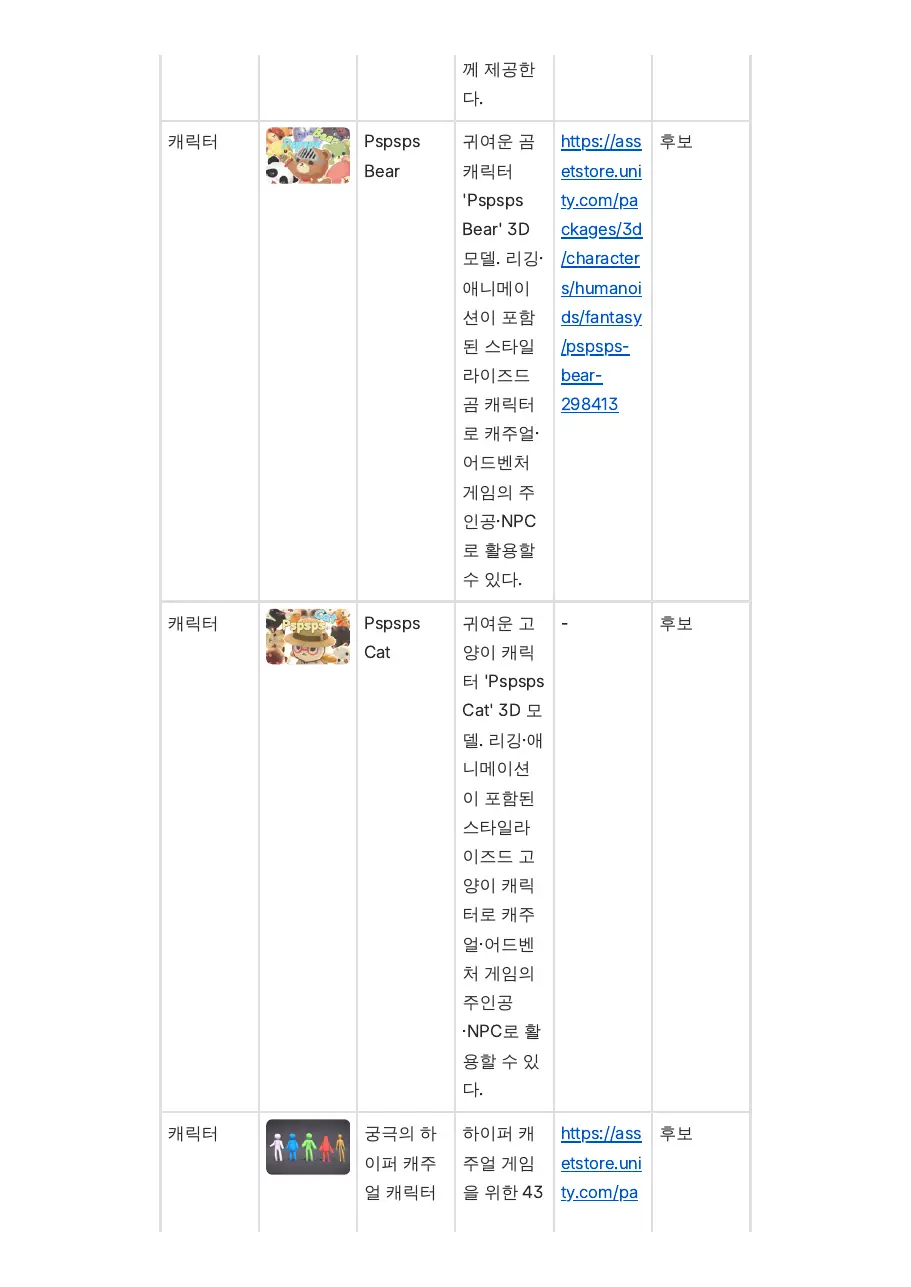 께 제공한
다.
캐릭터
Pspsps
Bear
귀여운 곰
캐릭터
'Pspsps
Bear' 3D
모델. 리깅·
애니메이
션이 포함
된 스타일
라이즈드
곰 캐릭터
로 캐주얼·
어드벤처
게임의 주
인공·NPC
로 활용할
수 있다.
https://ass
etstore.uni
ty.com/pa
ckages/3d
/character
s/humanoi
ds/fantasy
/pspsps-
bear-
298413
후보
캐릭터
Pspsps
Pspsps
Cat
귀여운 고
양이 캐릭
터 'Pspsps
Cat' 3D 모
델. 리깅·애
니메이션
이 포함된
스타일라
이즈드 고
양이 캐릭
터로 캐주
얼·어드벤
처 게임의
주인공
·NPC로 활
용할 수 있
다.
-
후보
캐릭터
궁극의 하
이퍼 캐주
얼 캐릭터
하이퍼 캐
주얼 게임
을 위한 43
https://ass
etstore.uni
ty.com/pa
후보